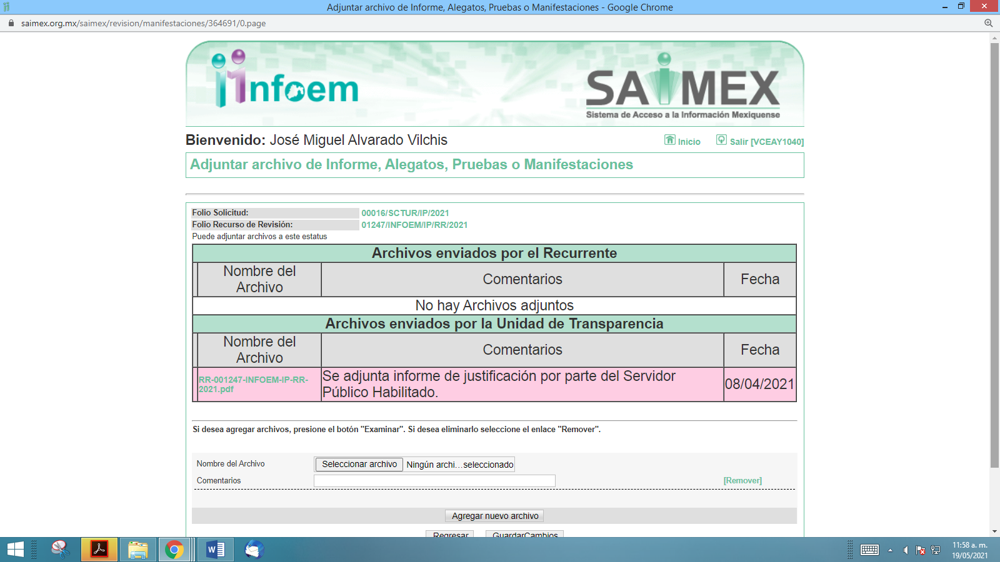 Adjuntar archivo de Informe, Alegatos, Pruebas o Manifestaciones - Google Chrome
saimex.org.mx/saimex/revision/manifestaciones/364691/0.page
infoem
SAIMEX
Sistema de Acceso a la Información Mexiquense
Bienvenido: José Miguel Alvarado Vilchis
Inicio
Salir [VCEAY1040]
Adjuntar archivo de Informe, Alegatos, Pruebas o Manifestaciones
Folio Solicitud: 00016/SCTUR/IP/2021
Folio Recurso de Revisión: 01247/INFOEM/IP/RR/2021
Puede adjuntar archivos a este estatus
Archivos enviados por el Recurrente
Nombre del
Archivo
Comentarios
Fecha
No hay Archivos adjuntos
Archivos enviados por la Unidad de Transparencia
Nombre del
Archivo
Comentarios
Fecha
RR-001247-INFOEM-IP-RR-
2021.pdf
Se adjunta informe de justificación por parte del Servidor
Público Habilitado.
08/04/2021
Si desea agregar archivos, presione el botón "Examinar". Si desea eliminarlo seleccione el enlace "Remover".
Nombre del Archivo
Seleccionar archivo
Ningún archi...seleccionado
Comentarios
[Remover]
Agregar nuevo archivo
Regresar
GuardarCambios
11:58 a. m.
19/05/2021